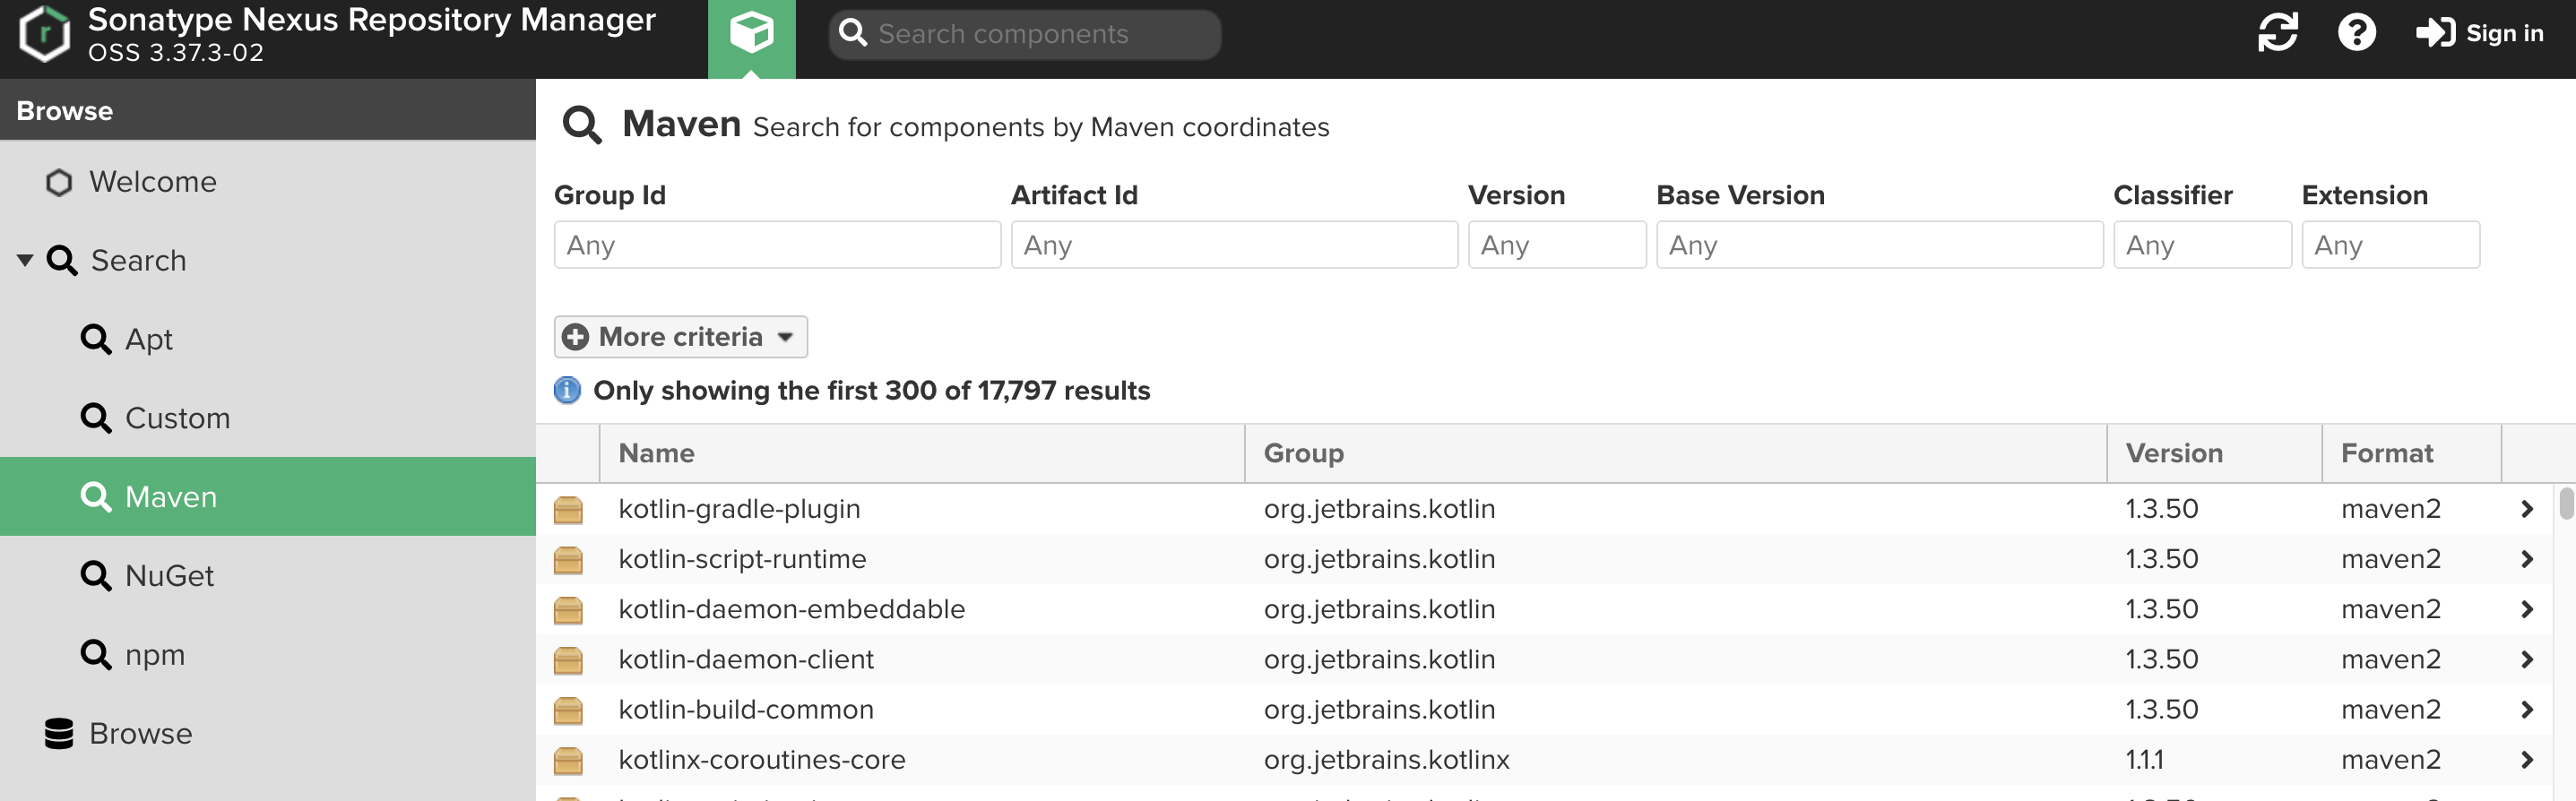 Sonatype Nexus Repository Manager
OSS 3.37.3-02
Search components
Sign in
Browse
Welcome
Search
Apt
Custom
Maven
NuGet
npm
Browse
Maven Search for components by Maven coordinates
Group Id Artifact Id Version Base Version Classifier Extension
Any Any Any Any Any Any
More criteria
Only showing the first 300 of 17,797 results
Name Group Version Format
kotlin-gradle-plugin org.jetbrains.kotlin 1.3.50 maven2
kotlin-script-runtime org.jetbrains.kotlin 1.3.50 maven2
kotlin-daemon-embeddable org.jetbrains.kotlin 1.3.50 maven2
kotlin-daemon-client org.jetbrains.kotlin 1.3.50 maven2
kotlin-build-common org.jetbrains.kotlin 1.3.50 maven2
kotlinx-coroutines-core org.jetbrains.kotlinx 1.1.1 maven2